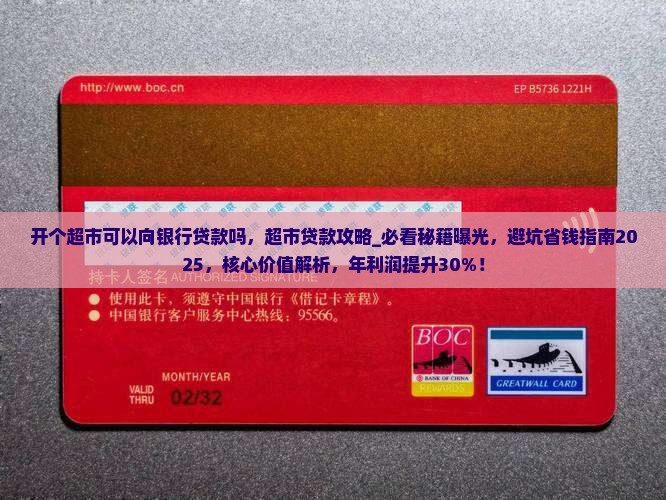 http://www.boc.cn
EP B5736 1221H
开个超市可以向银行贷款吗，超市贷款攻略_必看秘籍曝光，避坑省钱指南20
25，核心价值解析，年利润提升30%！
持卡人签名 AUTHORIZED SIGNATURE
使用此卡，须遵守中国银行《借记卡章程》。
中国银行客户服务中心热线：95566。
BOC
BANK OF CHINA
REWARDS
GREATWALL CARD
MONTH/YEAR
VALID
THRU 02/32